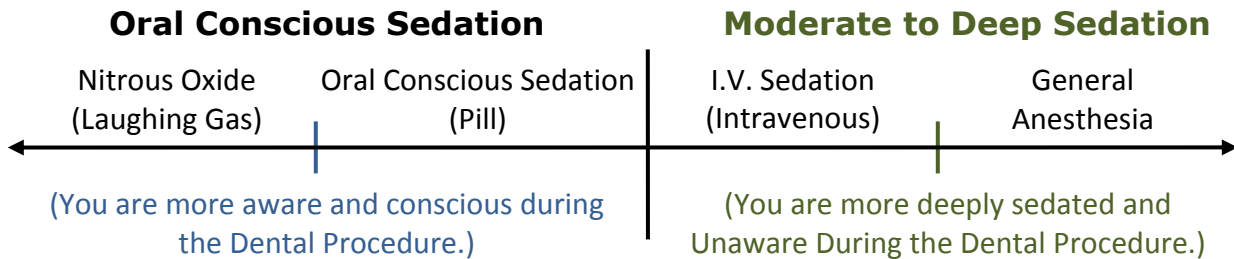 Oral Conscious Sedation
Moderate to Deep Sedation
Nitrous Oxide
(Laughing Gas)
Oral Conscious Sedation
(Pill)
I.V. Sedation
(Intravenous)
General
Anesthesia
(You are more aware and conscious during
the Dental Procedure.)
(You are more deeply sedated and
Unaware During the Dental Procedure.)